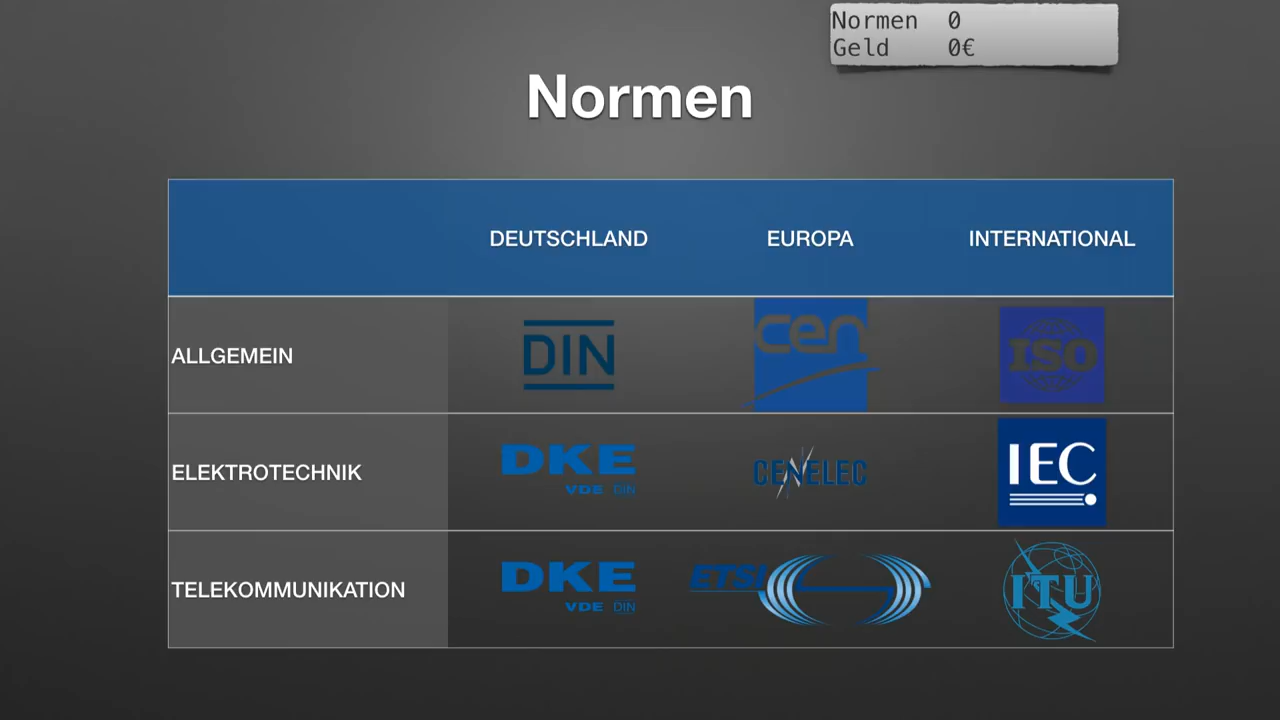 Normen 0
Geld 0€
Normen
DEUTSCHLAND EUROPA INTERNATIONAL
ALLGEMEIN DIN cen ISO
ELEKTROTECHNIK DKE VDE DIN CENELEC IEC
TELEKOMMUNIKATION DKE VDE DIN ETSI ITU